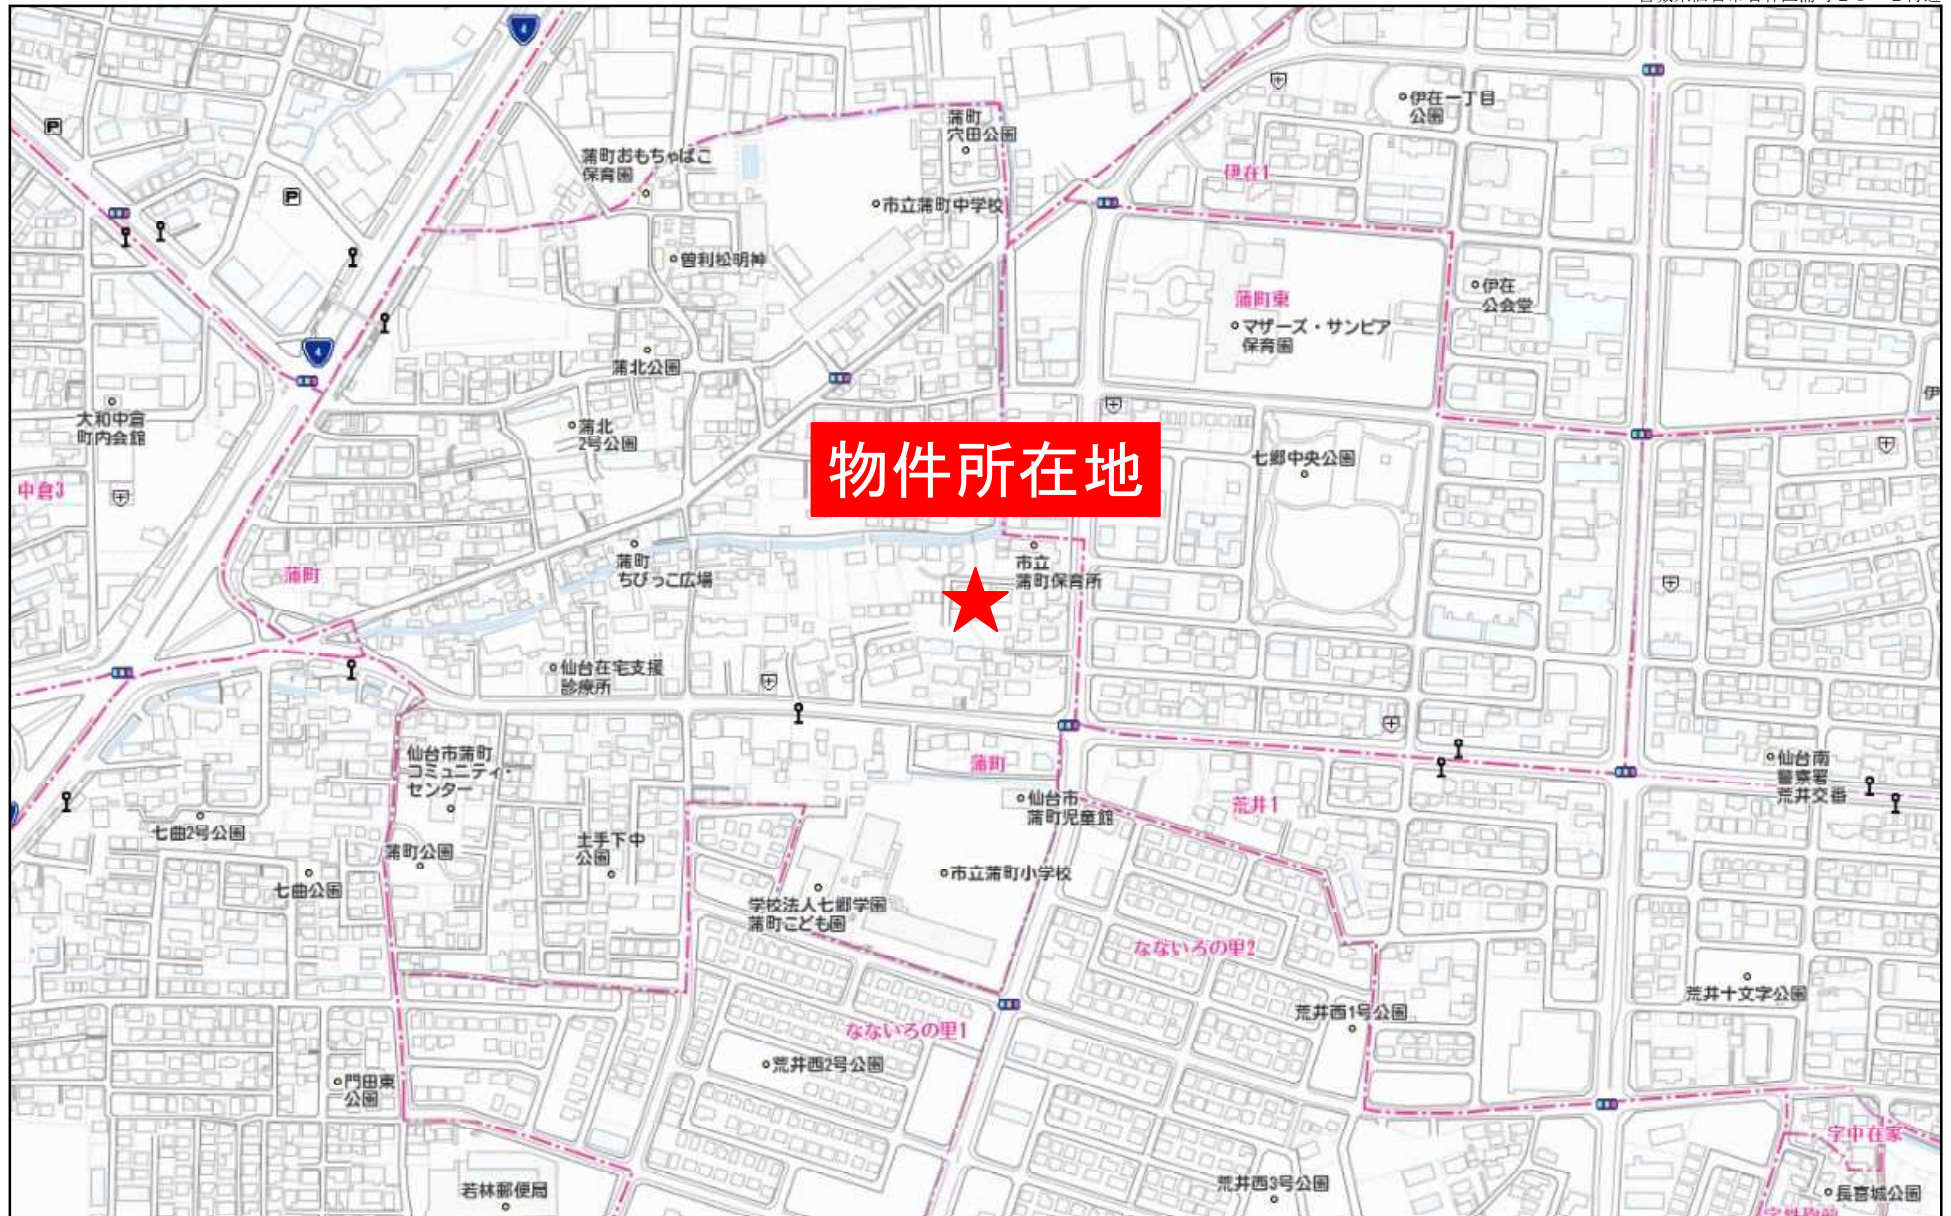 4
蒲町
穴田公園
伊在一丁目
公園
蒲町おもちゃばこ
保育園
伊在1
市立蒲町中学校
曽利松明神
蒲町東
伊在
公会堂
マザーズ・サンピア
保育園
4
蒲北公園
大和中倉
町内会館
蒲北
2号公園
物件所在地
七郷中央公園
中倉3
蒲町
ちびっこ広場
市立
蒲町保育所
蒲町
仙台在宅支援
診療所
仙台市蒲町
コミュニティ・
センター
蒲町
仙台南
警察署
荒井交番
仙台市
蒲町児童館
荒井1
七曲2号公園
蒲町公園
土手下中
公園
七曲公園
市立蒲町小学校
学校法人七郷学園
蒲町こども園
なないろの里2
荒井十文字公園
荒井西1号公園
なないろの里1
荒井西2号公園
門田東
公園
字中在家
若林郵便局
荒井西3号公園
長喜城公園